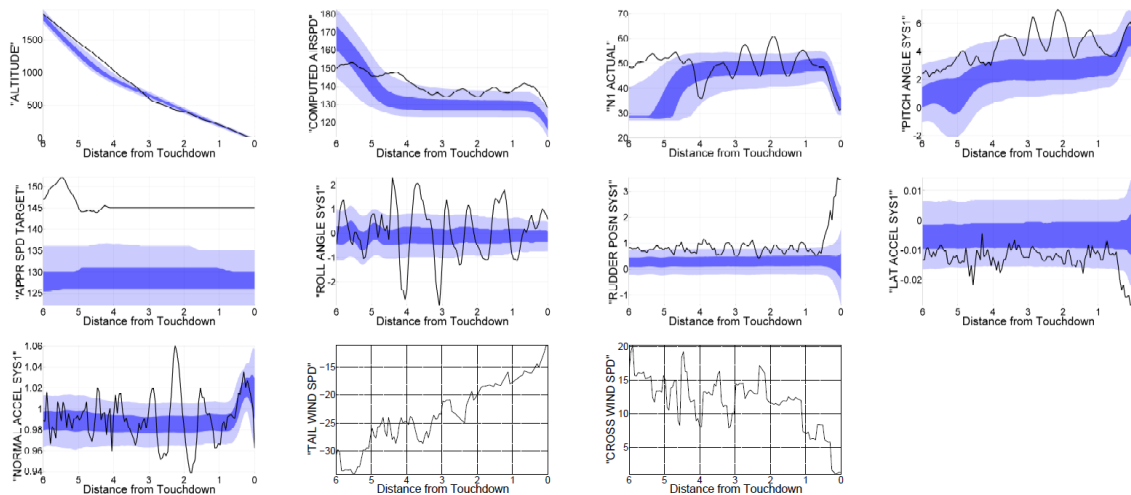 "ALTITUDE"
1500
1000
500
0
6 5 4 3 2 1 0
Distance from Touchdown
"COMPUTED AIRSPD"
170
160
150
140
130
120
6 5 4 3 2 1 0
Distance from Touchdown
"N1 ACTUAL"
70
60
50
40
30
20
6 5 4 3 2 1 0
Distance from Touchdown
"PITCH ANGLE SYS1"
6
4
2
0
-2
6 5 4 3 2 1
Distance from Touchdown
"APPR SPD TARGET"
150
145
140
135
130
125
6 5 4 3 2 1 0
Distance from Touchdown
"ROLL ANGLE SYS1"
2
1
0
-1
-2
6 5 4 3 2 1 0
Distance from Touchdown
"RUDDER POSN SYS1"
3
2
1
0
-1
6 5 4 3 2 1 0
Distance from Touchdown
"LAT ACCEL SYS1"
0.01
0
-0.01
-0.02
6 5 4 3 2 1
Distance from Touchdown
"NORMAL ACCEL SYS1"
1.06
1.04
1.02
1
0.98
0.96
0.94
6 5 4 3 2 1 0
Distance from Touchdown
"TAIL WIND SPD"
-15
-20
-25
-30
6 5 4 3 2 1 0
Distance from Touchdown
"CROSS WIND SPD"
20
15
10
5
6 5 4 3 2 1 0
Distance from Touchdown